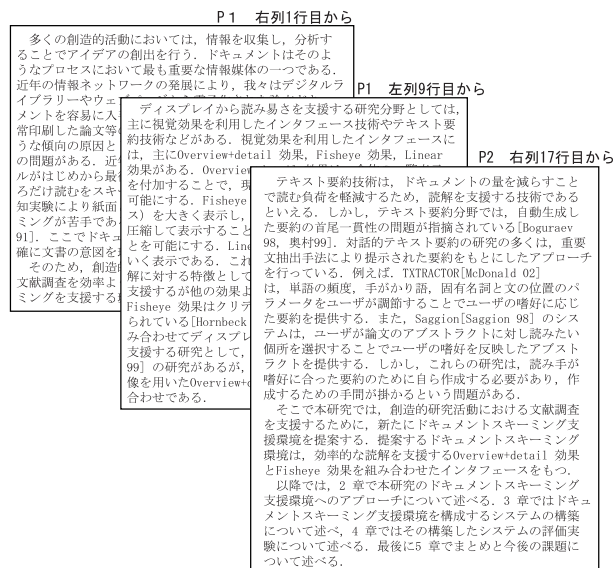 P1 右列1行目から
多くの創造的活動においては，情報を収集し，分析す
ることでアイデアの創出を行う．ドキュメントはそのよ
うなプロセスにおいて最も重要な情報媒体の一つである．
近年の情報ネットワークの発展により，我々はデジタルラ
イブラリーやウェ
メントを容易に入
常印刷した論文等
うな傾向の原因と
の問題がある．近
ルがはじめから最
ろだけ読むをスキ
知実験により紙面
ミングが苦手であ
91]．ここでドキュ
確に文書の意図を
そのため，創造
文献調査を効率よ
ミングを支援する
P1 左列9行目から
ディスプレイから読み易さを支援する研究分野としては，
主に視覚効果を利用したインタフェース技術やテキスト要
約技術などがある．視覚効果を利用したインタフェースに
は，主にOverview+detail 効果，Fisheye 効果，Linear
効果がある．Overview
を付加することで，現
可能にする．Fisheye
ス）を大きく表示し，
圧縮して表示すること
とを可能にする．Line
いく表示である．これ
解に対する特徴として
支援するが他の効果よ
Fisheye 効果はクリテ
られている[Hornbeck
み合わせてディスプレ
支援する研究として，
99] の研究があるが，
像を用いたOverview+d
合わせである．
P2 右列17行目から
テキスト要約技術は，ドキュメントの量を減らすこと
で読む負荷を軽減するため，読解を支援する技術である
といえる．しかし，テキスト要約分野では，自動生成し
た要約の首尾一貫性の問題が指摘されている[Boguraev
98, 奥村99]．対話的テキスト要約の研究の多くは，重要
文抽出手法により提示された要約をもとにしたアプローチ
を行っている．例えば．TXTRACTOR[McDonald 02]
は，単語の頻度，手がかり語，固有名詞と文の位置のパ
ラメータをユーザが調節することでユーザの嗜好に応じ
た要約を提供する．また，Saggion[Saggion 98] のシス
テムは，ユーザが論文のアブストラクトに対し読みたい
個所を選択することでユーザの嗜好を反映したアブスト
ラクトを提供する．しかし，これらの研究は，読み手が
嗜好に合った要約のために自ら作成する必要があり，作
成するための手間が掛かるという問題がある．
そこで本研究では，創造的研究活動における文献調査
を支援するために，新たにドキュメントスキーミング支
援環境を提案する．提案するドキュメントスキーミング
環境は，効率的な読解を支援するOverview+detail 効果
とFisheye 効果を組み合わせたインタフェースをもつ．
以降では，2 章で本研究のドキュメントスキーミング
支援環境へのアプローチについて述べる．3 章ではドキュ
メントスキーミング支援環境を構成するシステムの構築
について述べ，4 章ではその構築したシステムの評価実
験について述べる．最後に5 章でまとめと今後の課題に
ついて述べる．